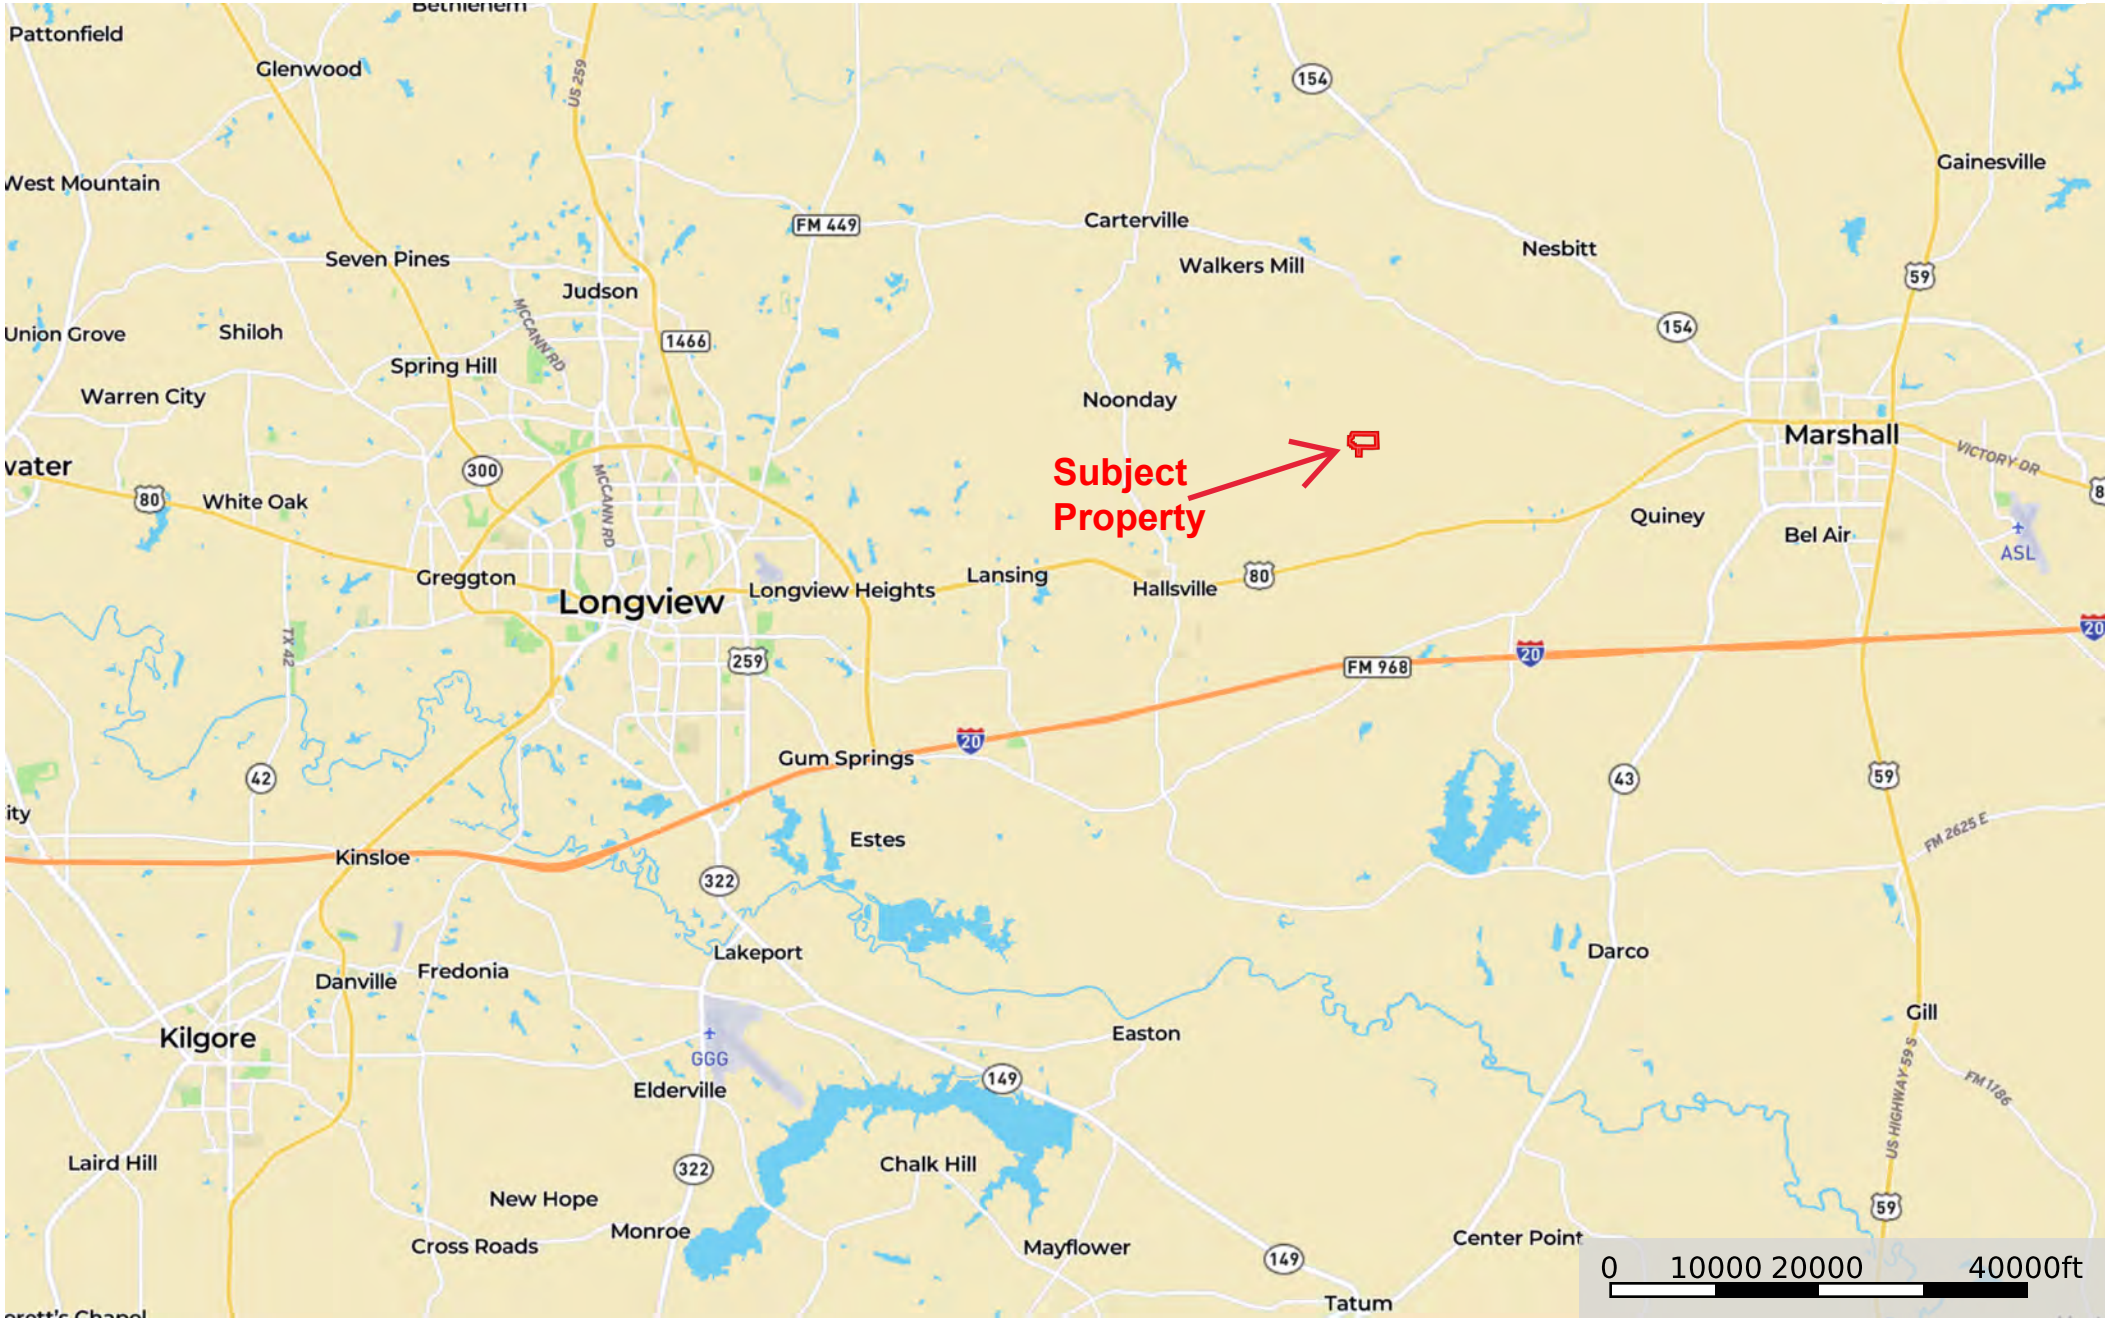 Bethlehem
Pattonfield
Glenwood
US 259
154
Gainesville
West Mountain
FM 449
Carterville
Nesbitt
Seven Pines
Walkers Mill
59
Judson
MCCANN RD
Union Grove
Shiloh
1466
154
Spring Hill
Warren City
Noonday
Marshall
VICTORY DR
water
300
Subject
Property
80
White Oak
MCCANN RD
8
Quiney
Bel Air
ASL
Greggton
Longview
Longview Heights
Lansing
Hallsville
80
TX 42
259
FM 968
20
20
20
Gum Springs
42
43
59
ity
Estes
FM 2625 E
Kinsloe
322
Lakeport
Darco
Danville
Fredonia
Gill
Kilgore
GGG
Easton
Elderville
149
US HIGHWAY 59 S
FM 1786
Laird Hill
322
Chalk Hill
New Hope
Monroe
59
Cross Roads
Mayflower
Center Point
149
0 10000 20000 40000ft
Tatum
erett's Chapel